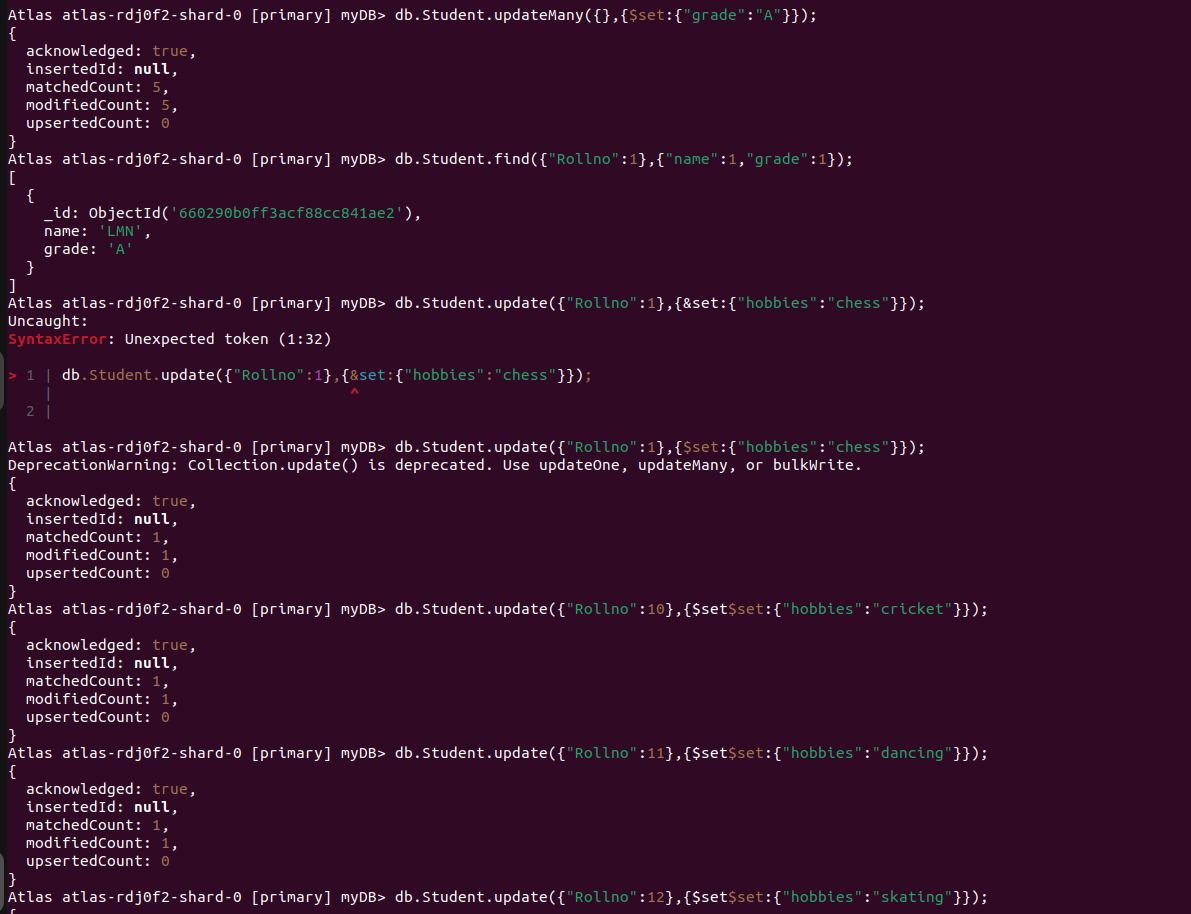 Atlas atlas-rdj0f2-shard-0 [primary] myDB> db.Student.updateMany({},{$set:{"grade":"A"}});
{
  acknowledged: true,
  insertedId: null,
  matchedCount: 5,
  modifiedCount: 5,
  upsertedCount: 0
}
Atlas atlas-rdj0f2-shard-0 [primary] myDB> db.Student.find({"Rollno":1},{"name":1,"grade":1});
[
  {
    _id: ObjectId('660290b0ff3acf88cc841ae2'),
    name: 'LMN',
    grade: 'A'
  }
]
Atlas atlas-rdj0f2-shard-0 [primary] myDB> db.Student.update({"Rollno":1},{&set:{"hobbies":"chess"}});
Uncaught:
SyntaxError: Unexpected token (1:32)
> 1 | db.Student.update({"Rollno":1},{&set:{"hobbies":"chess"}});
    |                                 ^
  2 |
Atlas atlas-rdj0f2-shard-0 [primary] myDB> db.Student.update({"Rollno":1},{$set:{"hobbies":"chess"}});
DeprecationWarning: Collection.update() is deprecated. Use updateOne, updateMany, or bulkWrite.
{
  acknowledged: true,
  insertedId: null,
  matchedCount: 1,
  modifiedCount: 1,
  upsertedCount: 0
}
Atlas atlas-rdj0f2-shard-0 [primary] myDB> db.Student.update({"Rollno":10},{$set$set:{"hobbies":"cricket"}});
{
  acknowledged: true,
  insertedId: null,
  matchedCount: 1,
  modifiedCount: 1,
  upsertedCount: 0
}
Atlas atlas-rdj0f2-shard-0 [primary] myDB> db.Student.update({"Rollno":11},{$set$set:{"hobbies":"dancing"}});
{
  acknowledged: true,
  insertedId: null,
  matchedCount: 1,
  modifiedCount: 1,
  upsertedCount: 0
}
Atlas atlas-rdj0f2-shard-0 [primary] myDB> db.Student.update({"Rollno":12},{$set$set:{"hobbies":"skating"}});
{